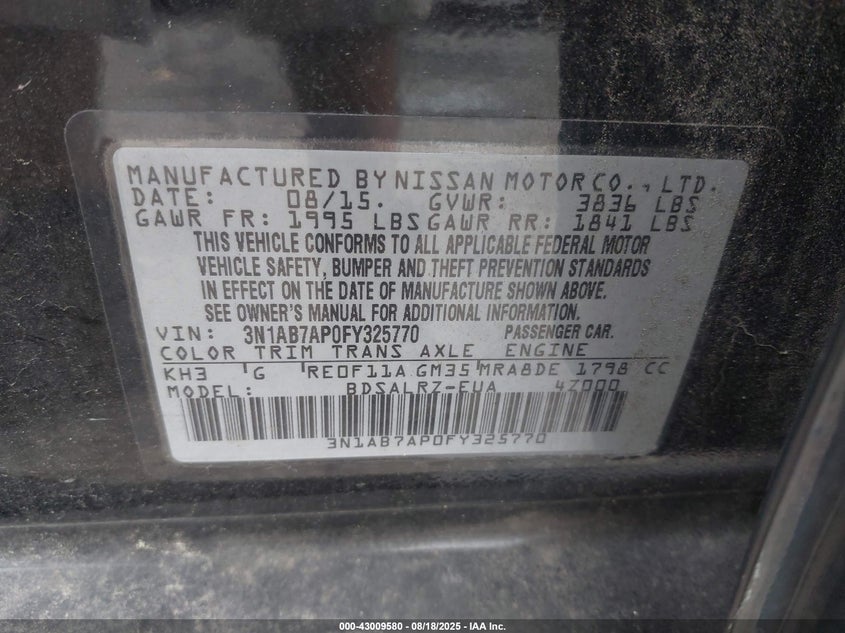 MANUFACTURED BY NISSAN MOTOR CO., LTD.
DATE: 08/15. GVWR: 3836 LBS
GAWR FR: 1995 LBS GAWR RR: 1841 LBS
THIS VEHICLE CONFORMS TO ALL APPLICABLE FEDERAL MOTOR
VEHICLE SAFETY, BUMPER AND THEFT PREVENTION STANDARDS
IN EFFECT ON THE DATE OF MANUFACTURE SHOWN ABOVE.
SEE OWNER'S MANUAL FOR ADDITIONAL INFORMATION.
VIN: 3N1AB7AP0FY325770 PASSENGER CAR.
COLOR TRIM TRANS AXLE ENGINE
KH3 G RE0F11A GM35 MRA8DE 1798 CC
MODEL: BDSALRZ-EUA 4Z000
3N1AB7AP0FY325770
000-43009580 - 08/18/2025 - IAA Inc.